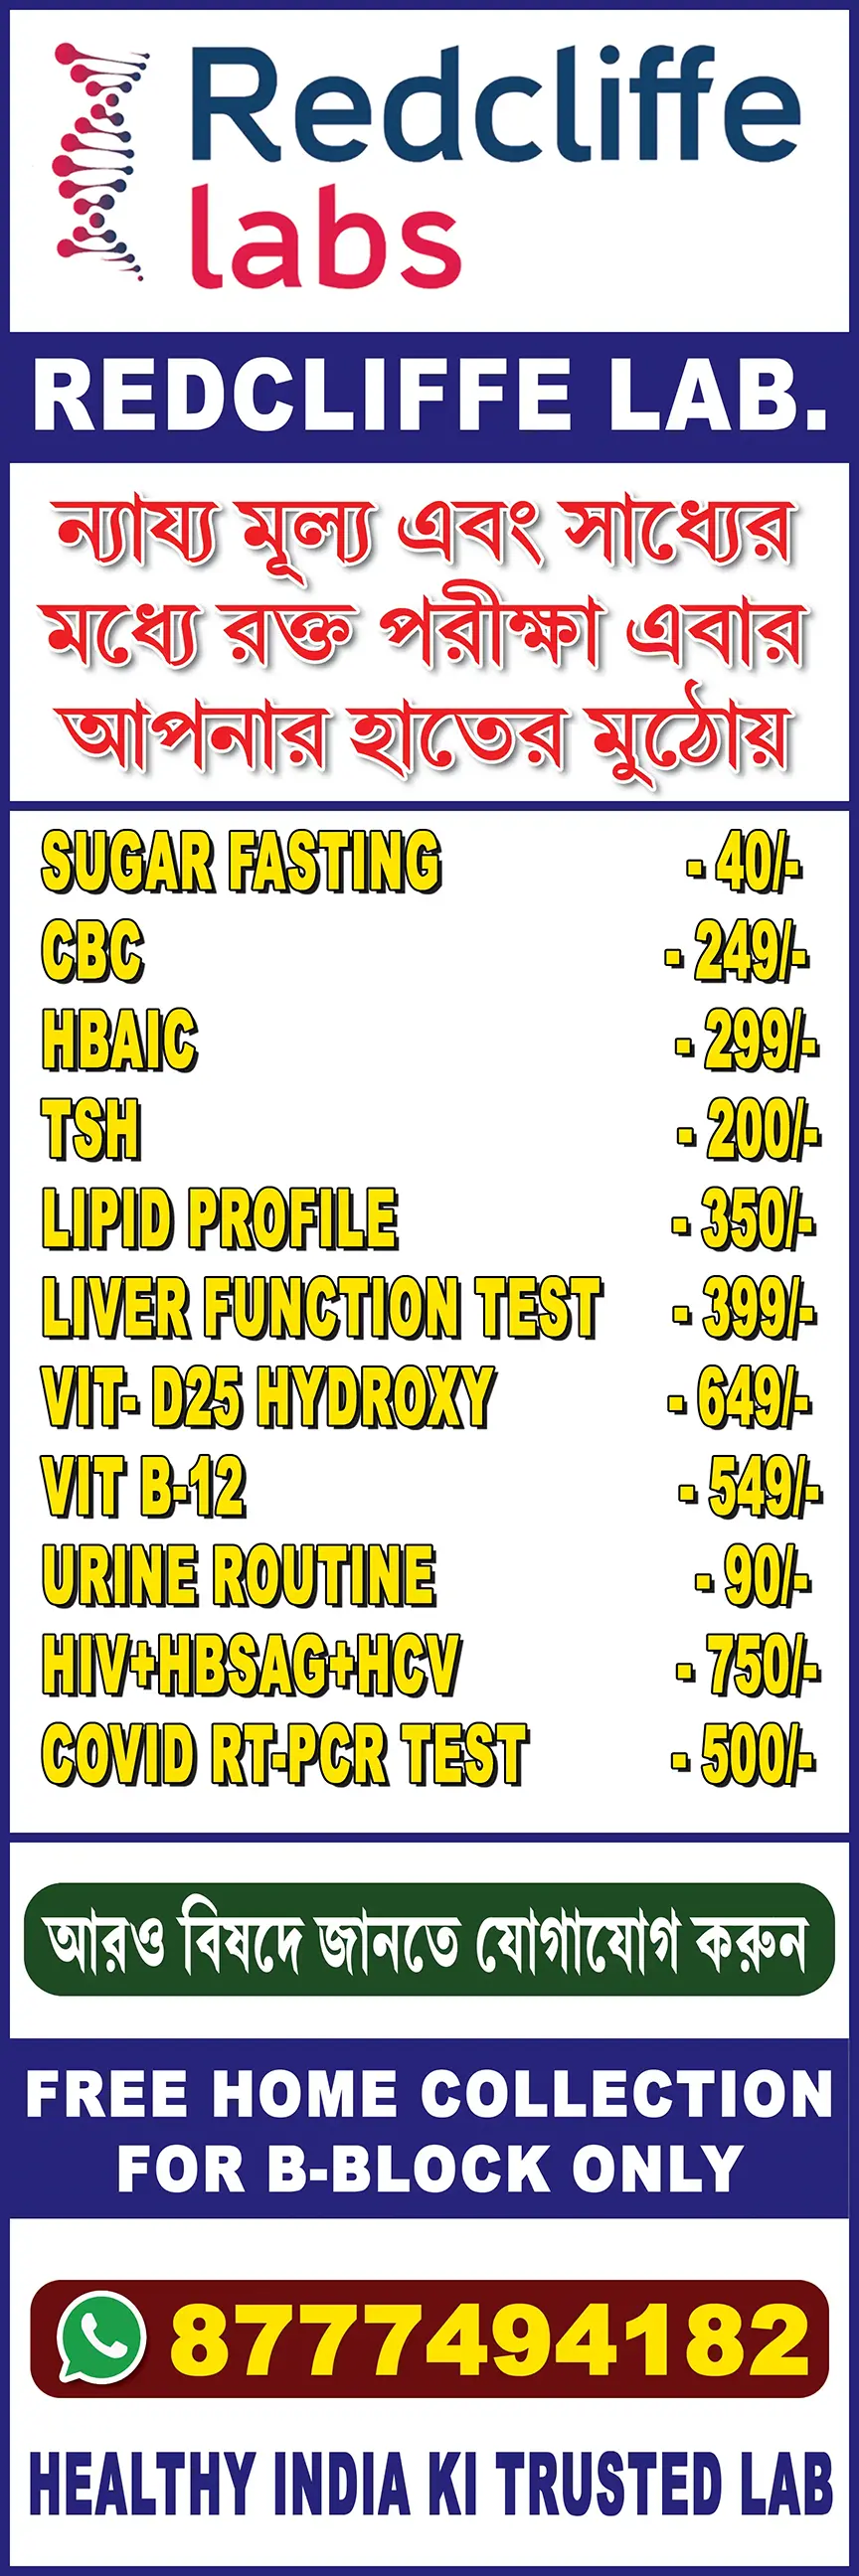 Redcliffe
labs
REDCLIFFE LAB.
ন্যায্য মূল্য এবং সাধ্যের
মধ্যে রক্ত পরীক্ষা এবার
আপনার হাতের মুঠোয়
SUGAR FASTING - 40/-
CBC - 249/-
HBAIC - 299/-
TSH - 200/-
LIPID PROFILE - 350/-
LIVER FUNCTION TEST - 399/-
VIT- D25 HYDROXY - 649/-
VIT B-12 - 549/-
URINE ROUTINE - 90/-
HIV+HBSAG+HCV - 750/-
COVID RT-PCR TEST - 500/-
আরও বিষদে জানতে যোগাযোগ করুন
FREE HOME COLLECTION
FOR B-BLOCK ONLY
8777494182
HEALTHY INDIA KI TRUSTED LAB